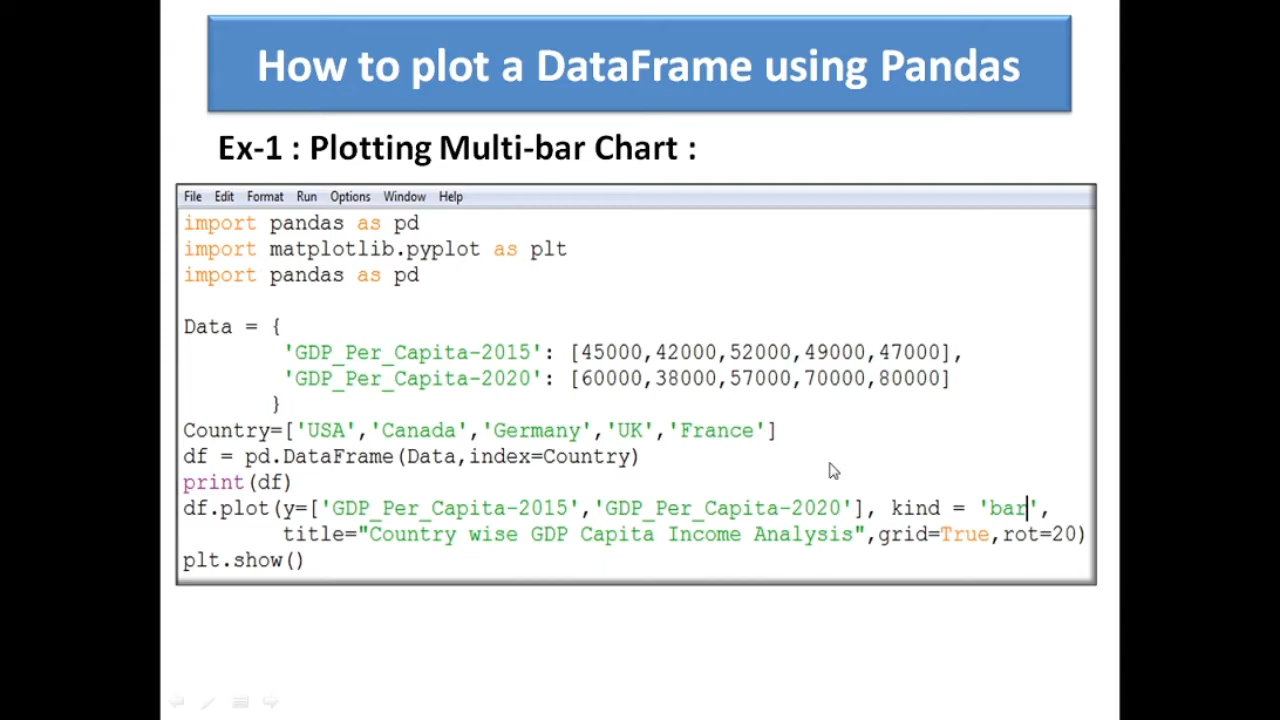 How to plot a DataFrame using Pandas
Ex-1 : Plotting Multi-bar Chart :
File Edit Format Run Options Window Help
import pandas as pd
import matplotlib.pyplot as plt
import pandas as pd
Data = {
'GDP_Per_Capita-2015': [45000,42000,52000,49000,47000],
'GDP_Per_Capita-2020': [60000,38000,57000,70000,80000]
}
Country=['USA','Canada','Germany','UK','France']
df = pd.DataFrame(Data,index=Country)
print(df)
df.plot(y=['GDP_Per_Capita-2015','GDP_Per_Capita-2020'], kind = 'bar',
title="Country wise GDP Capita Income Analysis",grid=True,rot=20)
plt.show()